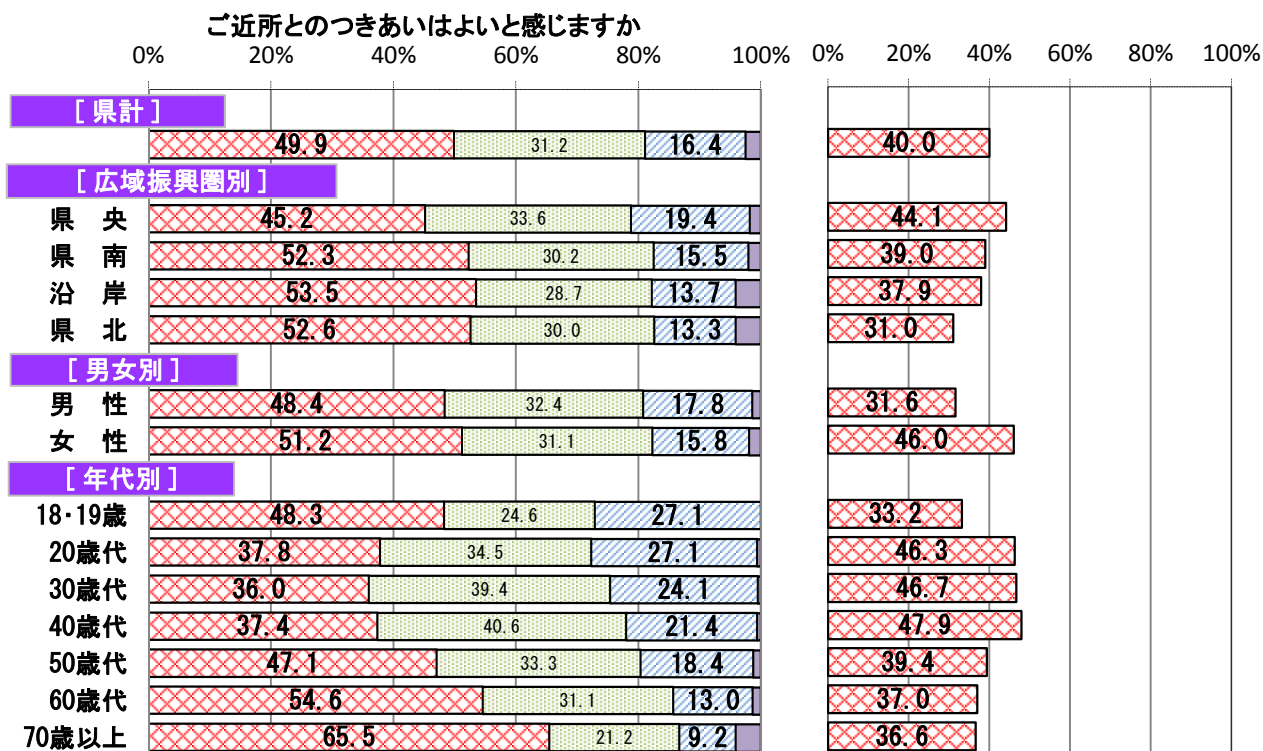 ご近所とのつきあいはよいと感じますか
0% 20% 40% 60% 80% 100% 0% 20% 40% 60% 80% 100%
[ 県計 ]
49.9 31.2 16.4 40.0
[ 広域振興圏別 ]
県 央 45.2 33.6 19.4 44.1
県 南 52.3 30.2 15.5 39.0
沿 岸 53.5 28.7 13.7 37.9
県 北 52.6 30.0 13.3 31.0
[ 男女別 ]
男 性 48.4 32.4 17.8 31.6
女 性 51.2 31.1 15.8 46.0
[ 年代別 ]
18・19歳 48.3 24.6 27.1 33.2
20歳代 37.8 34.5 27.1 46.3
30歳代 36.0 39.4 24.1 46.7
40歳代 37.4 40.6 21.4 47.9
50歳代 47.1 33.3 18.4 39.4
60歳代 54.6 31.1 13.0 37.0
70歳以上 65.5 21.2 9.2 36.6